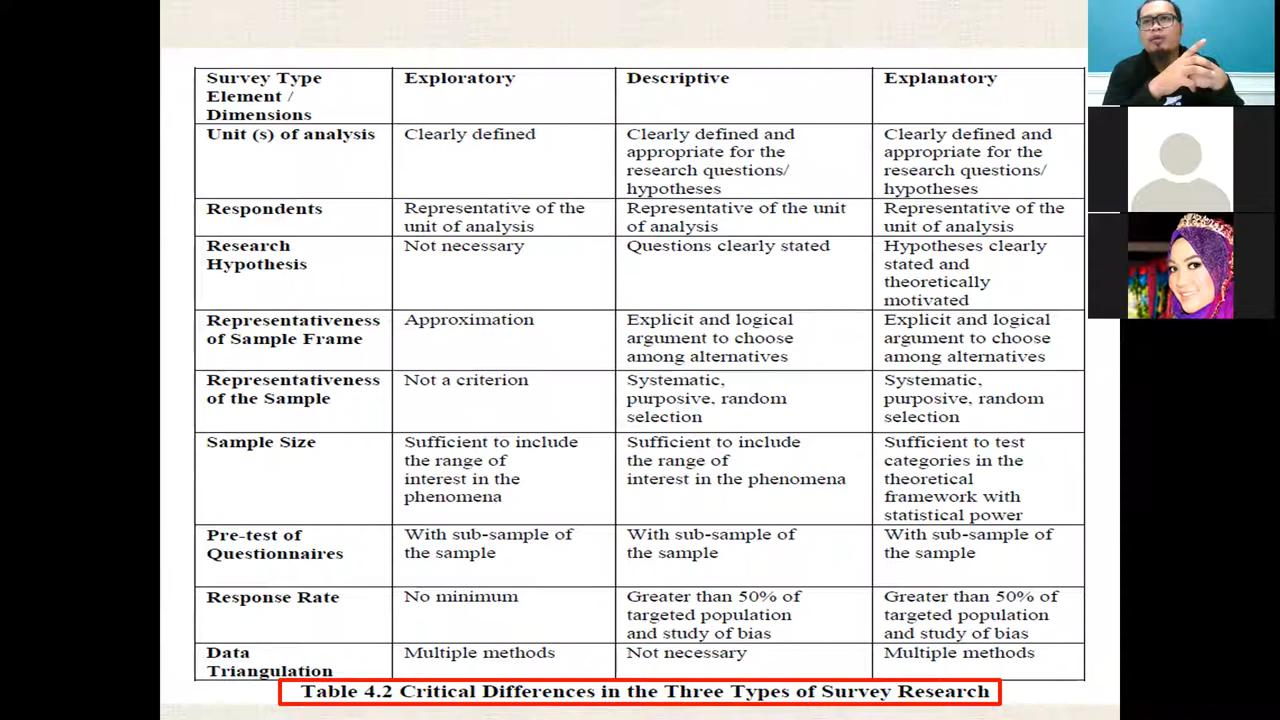 Survey Type Element / Dimensions Exploratory Descriptive Explanatory
Unit (s) of analysis Clearly defined Clearly defined and appropriate for the research questions/ hypotheses Clearly defined and appropriate for the research questions/ hypotheses
Respondents Representative of the unit of analysis Representative of the unit of analysis Representative of the unit of analysis
Research Hypothesis Not necessary Questions clearly stated Hypotheses clearly stated and theoretically motivated
Representativeness of Sample Frame Approximation Explicit and logical argument to choose among alternatives Explicit and logical argument to choose among alternatives
Representativeness of the Sample Not a criterion Systematic, purposive, random selection Systematic, purposive, random selection
Sample Size Sufficient to include the range of interest in the phenomena Sufficient to include the range of interest in the phenomena Sufficient to test categories in the theoretical framework with statistical power
Pre-test of Questionnaires With sub-sample of the sample With sub-sample of the sample With sub-sample of the sample
Response Rate No minimum Greater than 50% of targeted population and study of bias Greater than 50% of targeted population and study of bias
Data Triangulation Multiple methods Not necessary Multiple methods
Table 4.2 Critical Differences in the Three Types of Survey Research